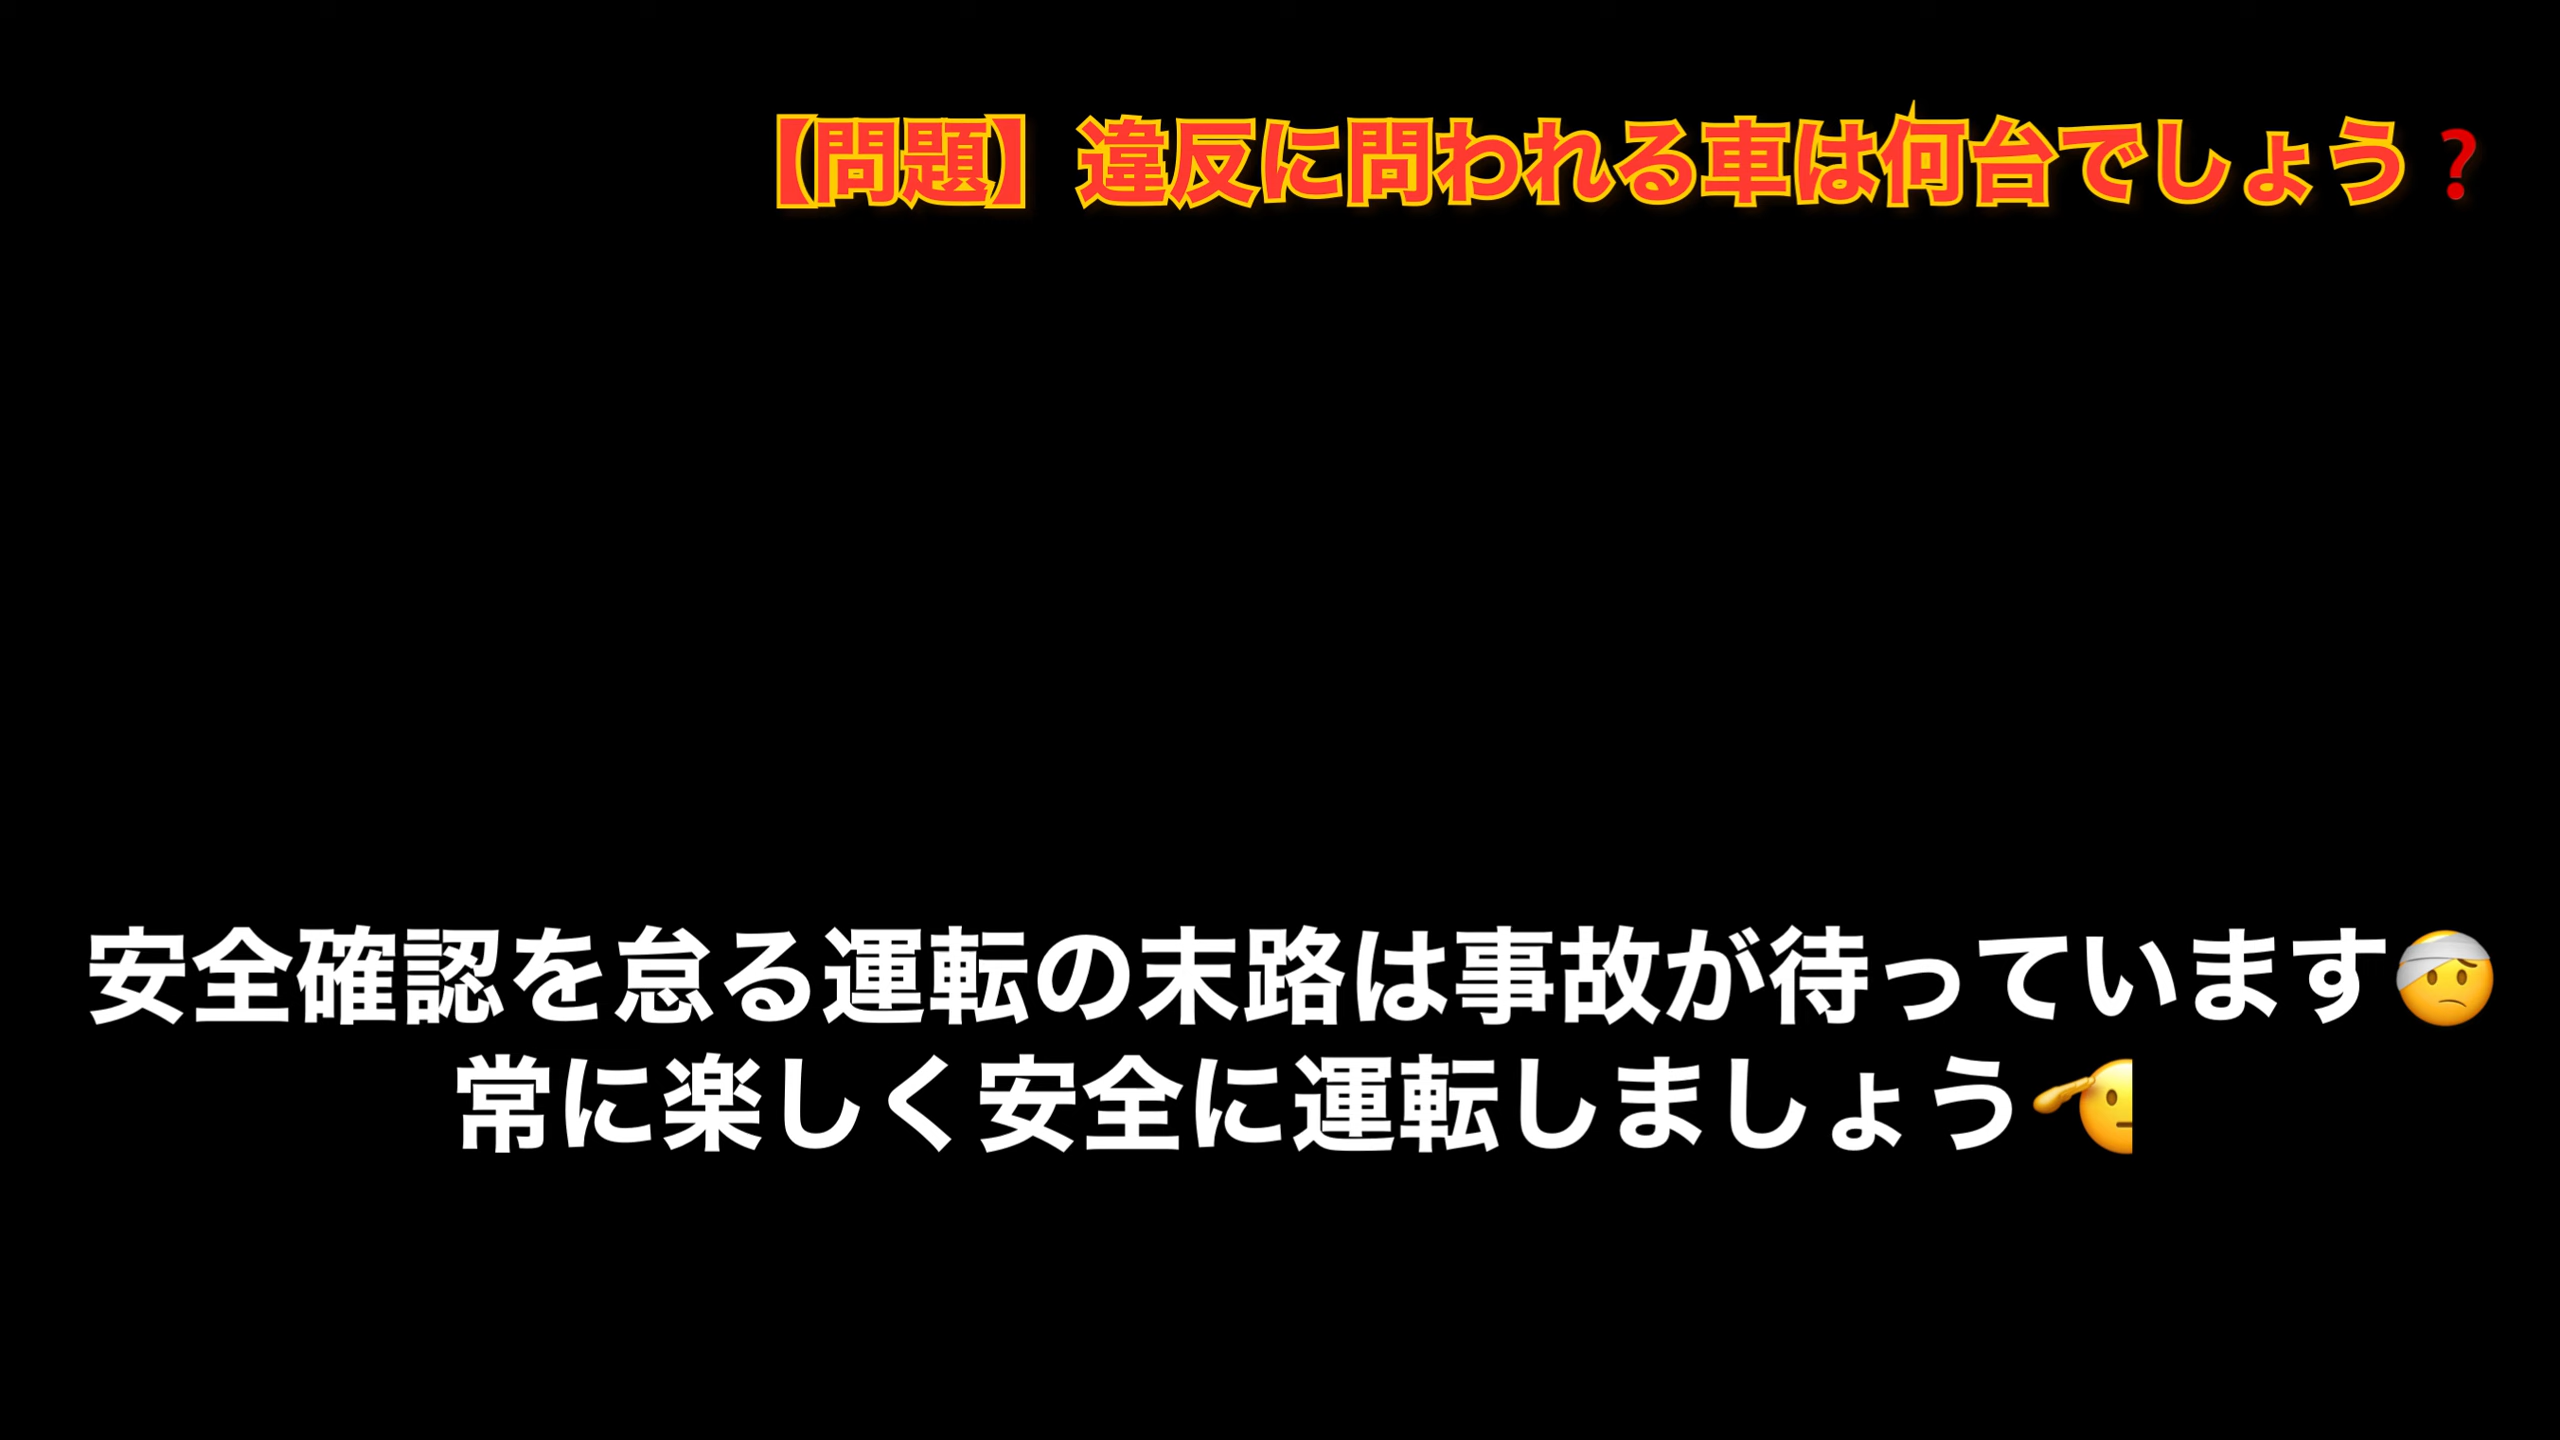 【問題】違反に問われる車は何台でしょう❓
安全確認を怠る運転の末路は事故が待っています🤕
常に楽しく安全に運転しましょう🫡